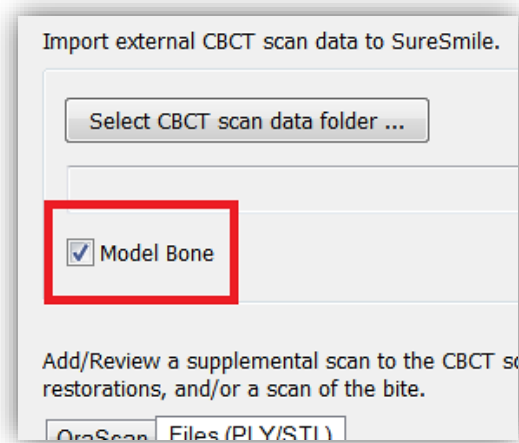 Import external CBCT scan data to SureSmile.
Select CBCT scan data folder ...
Model Bone
Add/Review a supplemental scan to the CBCT
restorations, and/or a scan of the bite.
OraScan Files (PLY/STL)